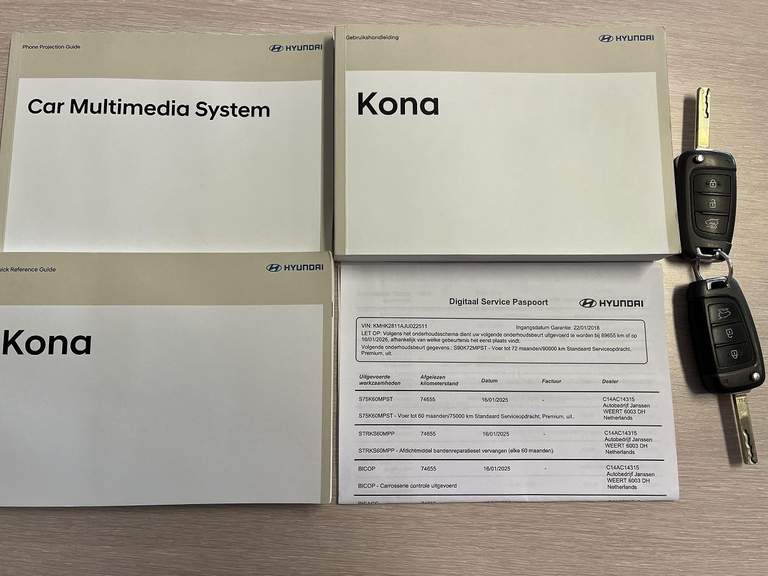 Phone Projection Guide
HYUNDAI
Car Multimedia System
Gebruikshandleiding
HYUNDAI
Kona
Quick Reference Guide
HYUNDAI
Kona
Digitaal Service Paspoort
HYUNDAI
VIN: KMHK2811AJU022511 Ingangsdatum Garantie: 22/01/2018
LET OP: Volgens het onderhoudsschema dient uw volgende onderhoudsbeurt uitgevoerd te worden bij 89655 km of op
16/01/2026, afhankelijk van welke gebeurtenis het eerst plaats vindt.
Volgende onderhoudsbeurt gegevens : S90K72MPST - Voer tot 72 maanden/90000 km Standaard Serviceopdracht,
Premium, uit.
Uitgevoerde werkzaamheden Afgelezen kilometerstand Datum Factuur Dealer
S75K60MPST 74655 16/01/2025 - C14AC14315
Autobedrijf Janssen
WEERT 6003 DH
Netherlands
S75K60MPST - Voer tot 60 maanden/75000 km Standaard Serviceopdracht, Premium, uit.
STRKS60MPP 74655 16/01/2025 - C14AC14315
Autobedrijf Janssen
WEERT 6003 DH
Netherlands
STRKS60MPP - Afdichtmiddel bandenreparatieset vervangen (elke 60 maanden)
BICOP 74655 16/01/2025 - C14AC14315
Autobedrijf Janssen
WEERT 6003 DH
Netherlands
BICOP - Carrosserie controle uitgevoerd